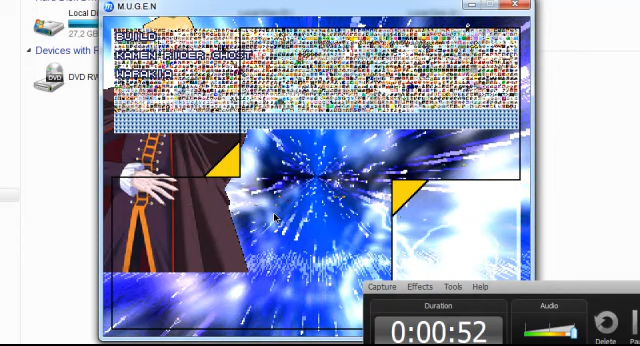 M.U.G.E.N
Local Di
27,2 GB
Devices with R
DVD RW
BUILD
KAMEN RIDER GHOST
WARAKIA
Capture Effects Tools Help
Duration
Audio
0:00:52
Delete
Pau